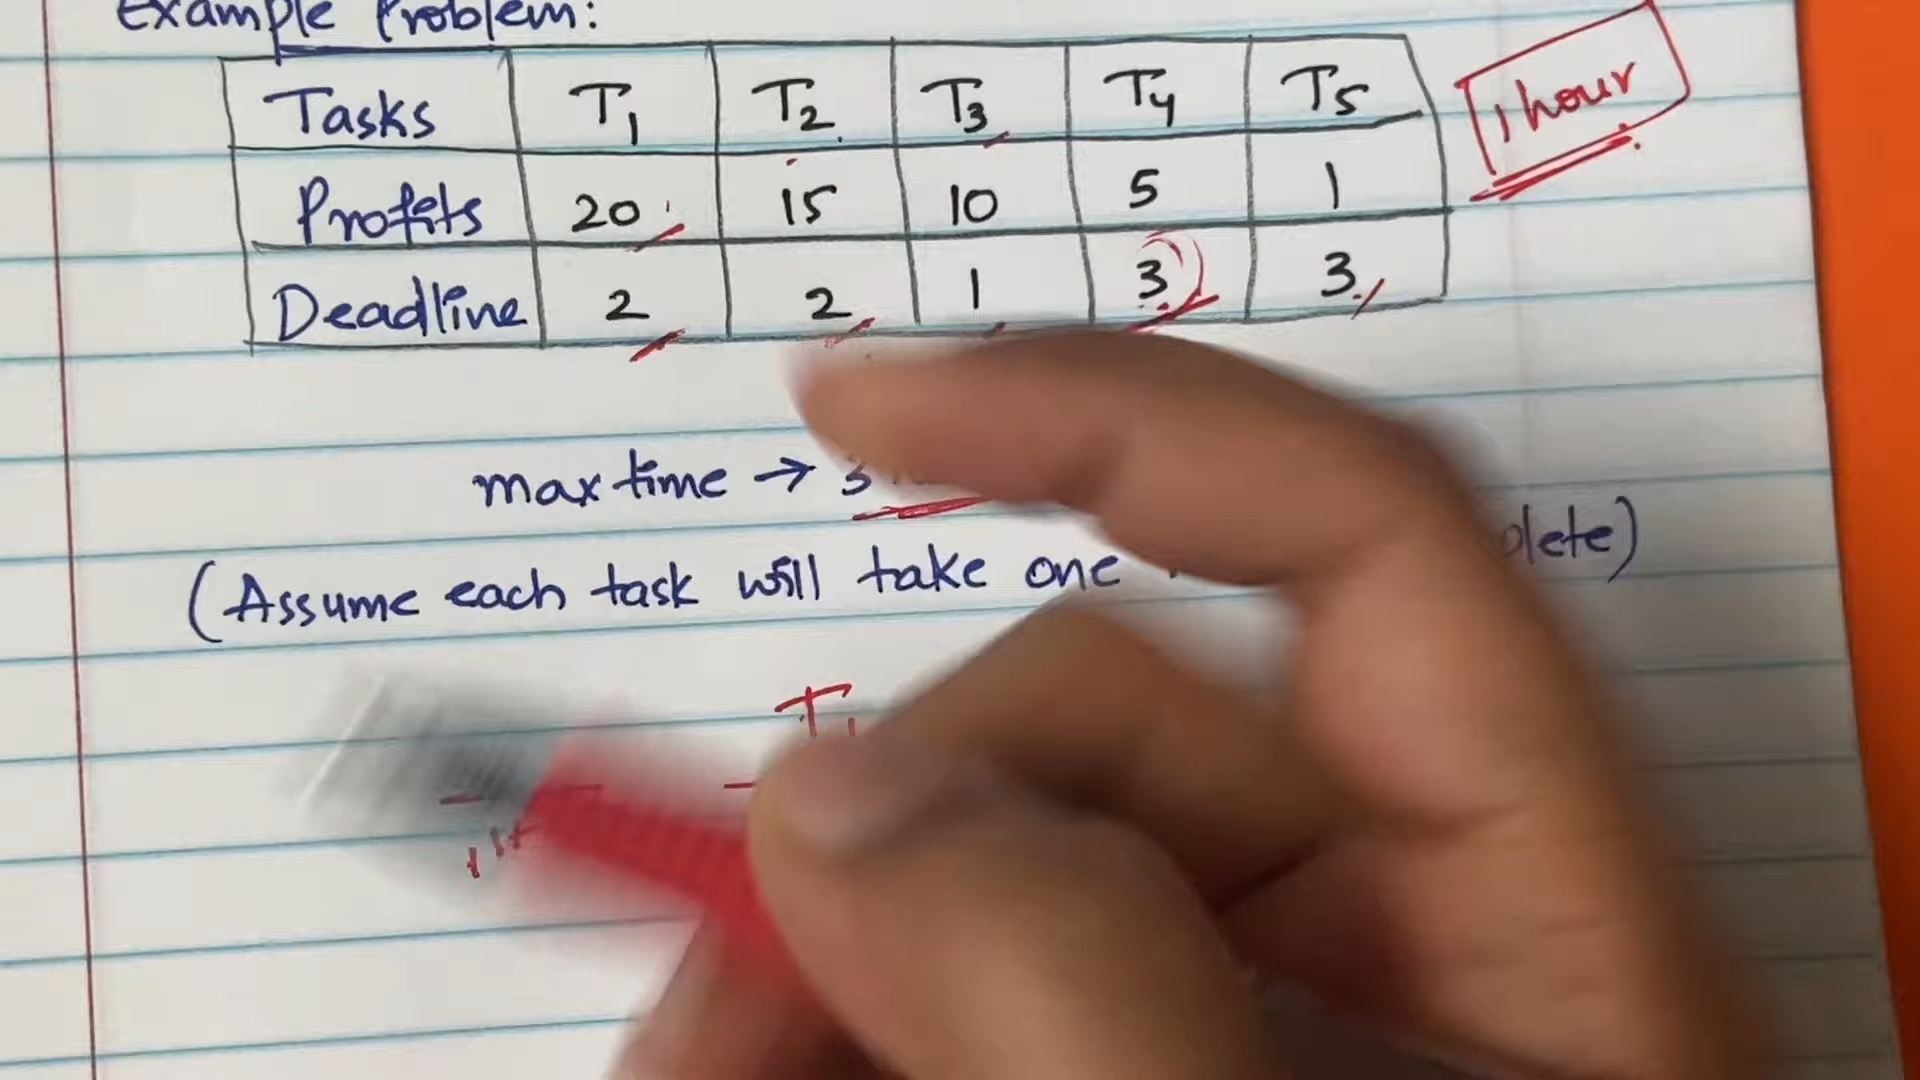 Example Problem:
Tasks T1 T2 T3 T4 T5
1 hour
Profits 20 15 10 5 1
Deadline 2 2 1 3 3
max time → 3
(Assume each task will take one
T1
1st